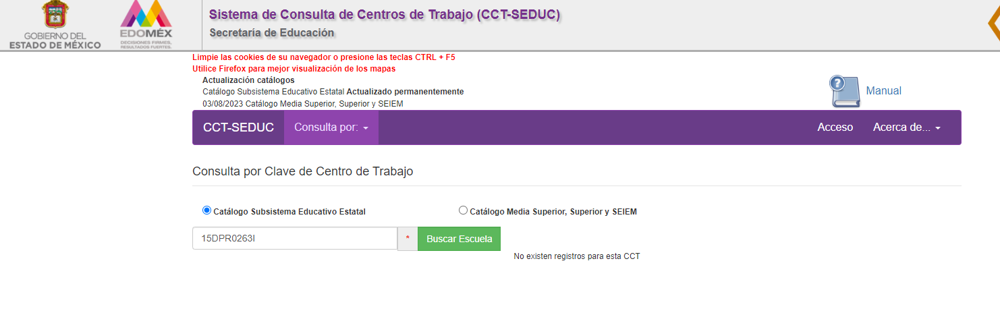 GOBIERNO DEL
ESTADO DE MÉXICO
EDOMÉX
DECISIONES FIRMES,
RESULTADOS FUERTES.
Sistema de Consulta de Centros de Trabajo (CCT-SEDUC)
Secretaría de Educación
Limpie las cookies de su navegador o presione las teclas CTRL + F5
Utilice Firefox para mejor visualización de los mapas
Actualización catálogos
Catálogo Subsistema Educativo Estatal Actualizado permanentemente
03/08/2023 Catálogo Media Superior, Superior y SEIEM
? Manual
CCT-SEDUC Consulta por: Acceso Acerca de...
Consulta por Clave de Centro de Trabajo
Catálogo Subsistema Educativo Estatal Catálogo Media Superior, Superior y SEIEM
15DPR0263I * Buscar Escuela
No existen registros para esta CCT